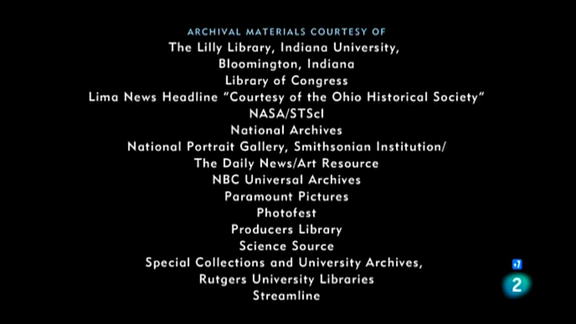 ARCHIVAL MATERIALS COURTESY OF
The Lilly Library, Indiana University,
Bloomington, Indiana
Library of Congress
Lima News Headline “Courtesy of the Ohio Historical Society”
NASA/STScI
National Archives
National Portrait Gallery, Smithsonian Institution/
The Daily News/Art Resource
NBC Universal Archives
Paramount Pictures
Photofest
Producers Library
Science Source
Special Collections and University Archives,
Rutgers University Libraries
Streamline
+7
2